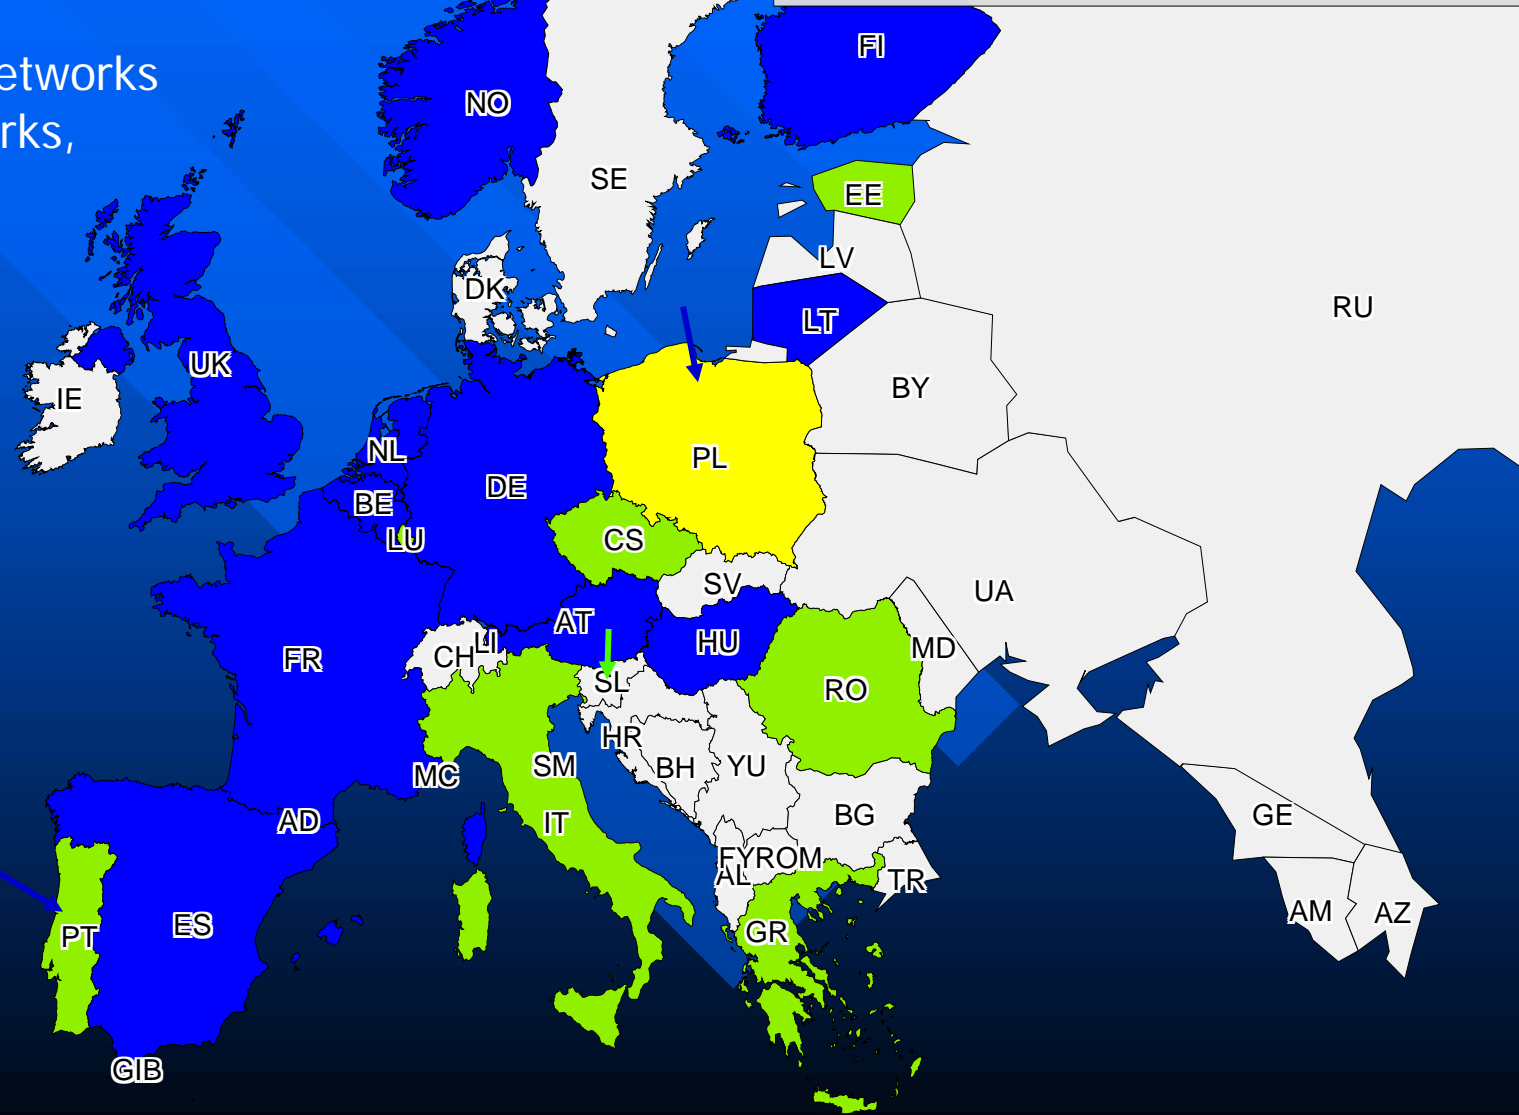 etworks
rks,
FI
NO
SE
EE
LV
DK
RU
LT
UK
BY
IE
NL
PL
DE
BE
LU
CS
SV
UA
AT
HU
LI
MD
FR
CH
SL
RO
HR
SM
BH
YU
MC
BG
GE
AD
IT
FYROM
AL
TR
AM
AZ
ES
GR
PT
GIB